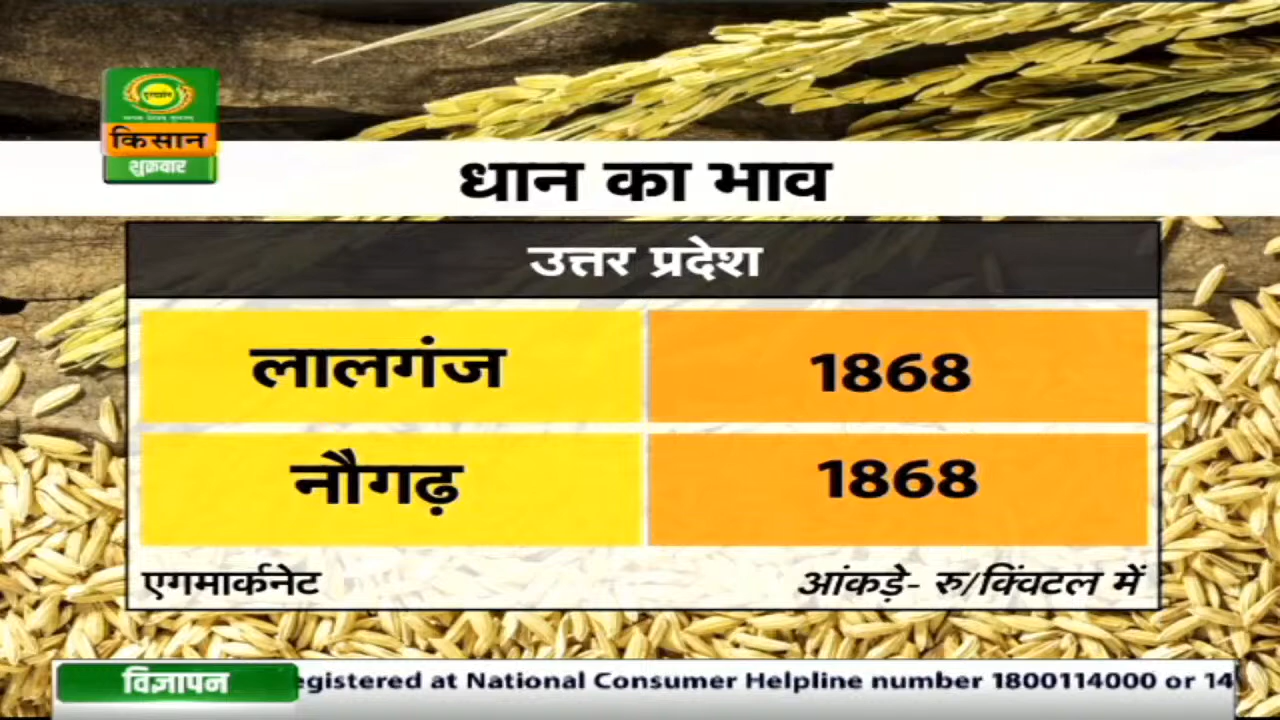 किसान
शुक्रवार
धान का भाव
उत्तर प्रदेश
लालगंज 1868
नौगढ़ 1868
एगमार्कनेट आंकड़े- रु/क्विंटल में
विज्ञापन egistered at National Consumer Helpline number 1800114000 or 14